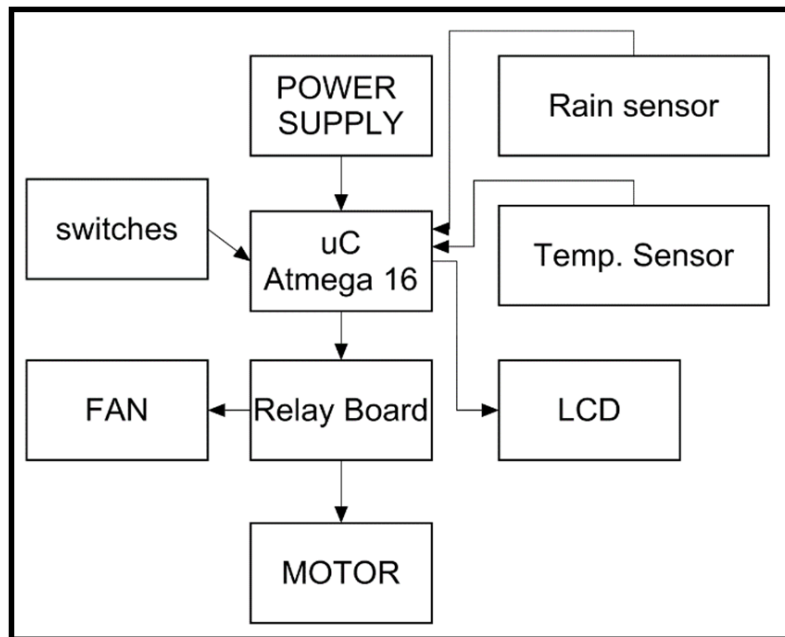 POWER
SUPPLY
Rain sensor
switches
uC
Atmega 16
Temp. Sensor
FAN
Relay Board
LCD
MOTOR